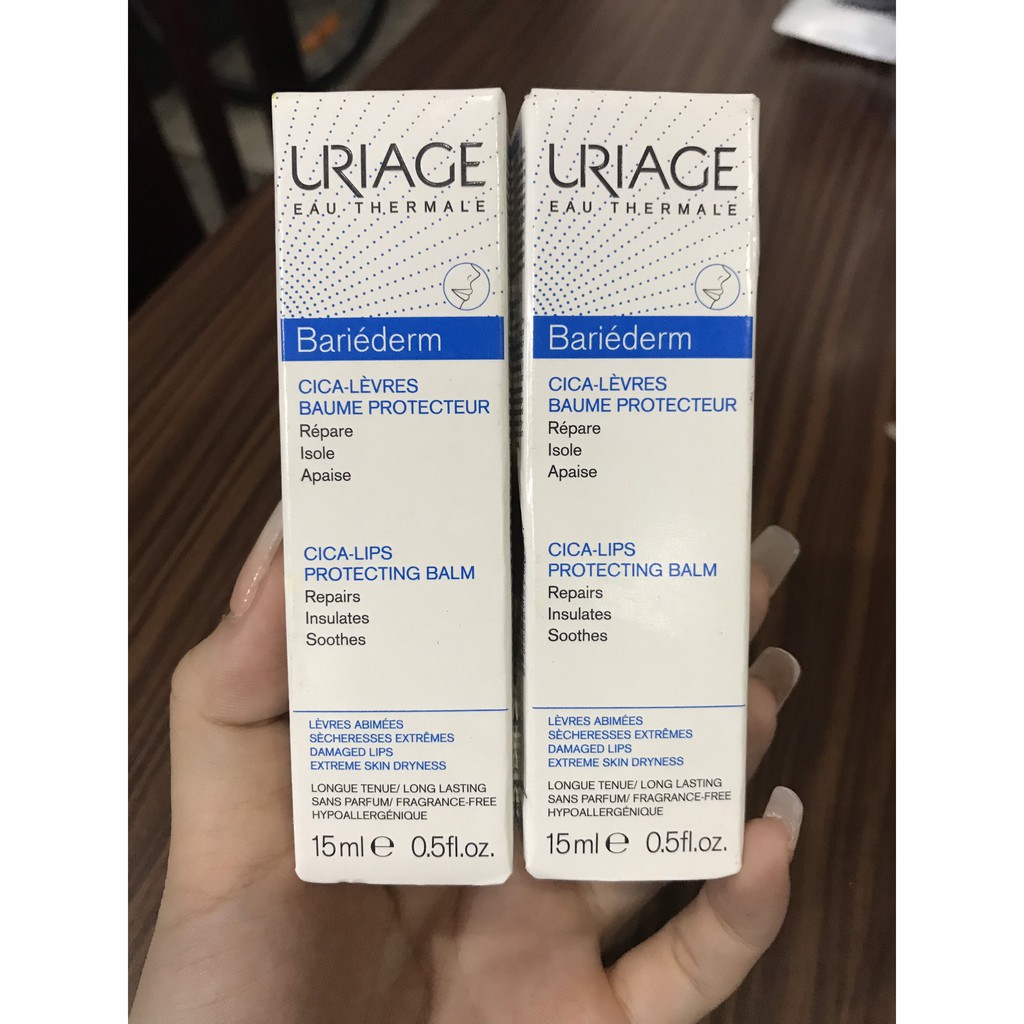 URIAGE
EAU THERMALE
Bariéderm
CICA-LÈVRES
BAUME PROTECTEUR
Répare
Isole
Apaise
CICA-LIPS
PROTECTING BALM
Repairs
Insulates
Soothes
LÈVRES ABIMÉES
SÈCHERESSES EXTRÊMES
DAMAGED LIPS
EXTREME SKIN DRYNESS
LONGUE TENUE/ LONG LASTING
SANS PARFUM/ FRAGRANCE-FREE
HYPOALLERGÉNIQUE
15ml e 0.5fl.oz.
URIAGE
EAU THERMALE
Bariéderm
CICA-LÈVRES
BAUME PROTECTEUR
Répare
Isole
Apaise
CICA-LIPS
PROTECTING BALM
Repairs
Insulates
Soothes
LÈVRES ABIMÉES
SÈCHERESSES EXTRÊMES
DAMAGED LIPS
EXTREME SKIN DRYNESS
LONGUE TENUE/ LONG LASTING
SANS PARFUM/ FRAGRANCE-FREE
HYPOALLERGÉNIQUE
15ml e 0.5fl.oz.